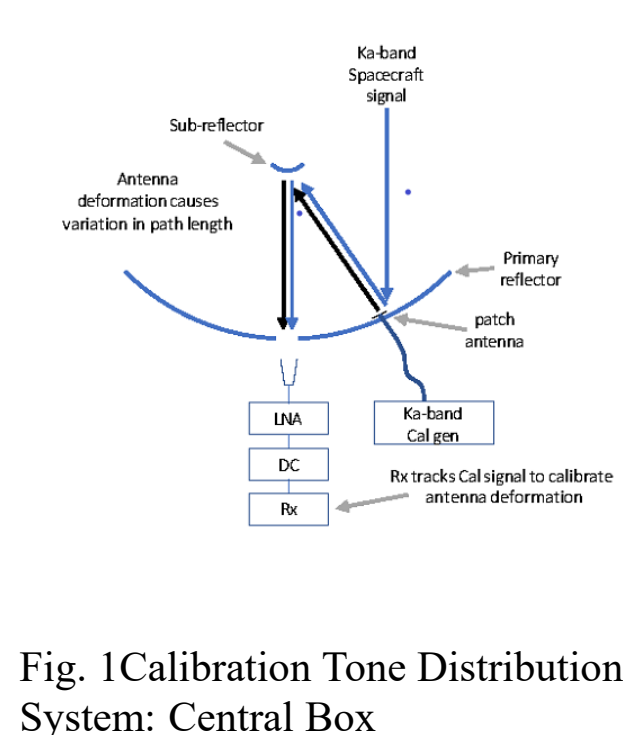 Ka-band
Spacecraft
signal
Sub-reflector
Antenna
deformation causes
variation in path length
Primary
reflector
patch
antenna
LNA
Ka-band
Cal gen
DC
Rx tracks Cal signal to calibrate
antenna deformation
Rx
Fig. 1Calibration Tone Distribution
System: Central Box